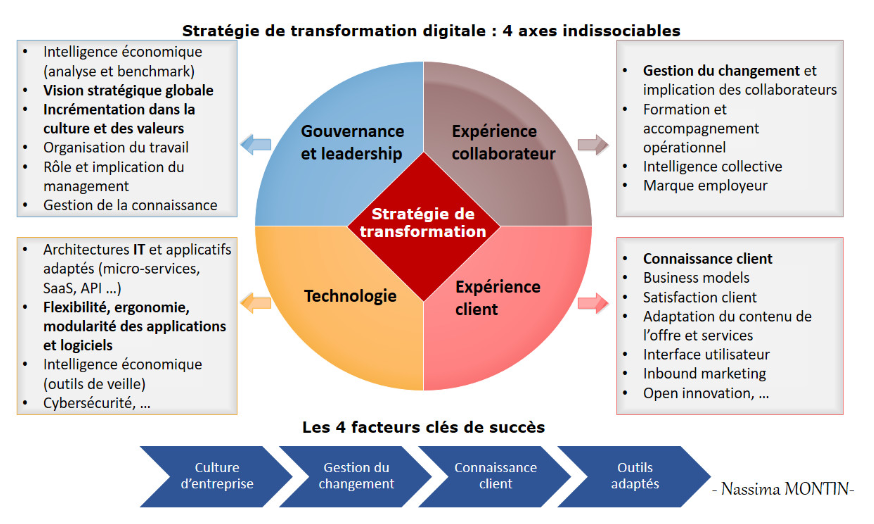 Stratégie de transformation digitale : 4 axes indissociables
• Intelligence économique
(analyse et benchmark)
• Vision stratégique globale
• Incrémentation dans la
culture et des valeurs
• Organisation du travail
• Rôle et implication du
management
• Gestion de la connaissance
Gouvernance
et leadership
Expérience
collaborateur
• Gestion du changement et
implication des collaborateurs
• Formation et
accompagnement
opérationnel
• Intelligence collective
• Marque employeur
Stratégie de
transformation
• Architectures IT et applicatifs
adaptés (micro-services,
SaaS, API ...)
• Flexibilité, ergonomie,
modularité des applications
et logiciels
• Intelligence économique
(outils de veille)
• Cybersécurité, ...
Technologie
Expérience
client
• Connaissance client
• Business models
• Satisfaction client
• Adaptation du contenu de
l'offre et services
• Interface utilisateur
• Inbound marketing
• Open innovation, ...
Les 4 facteurs clés de succès
Culture
d'entreprise
Gestion du
changement
Connaissance
client
Outils
adaptés
- Nassima MONTIN-